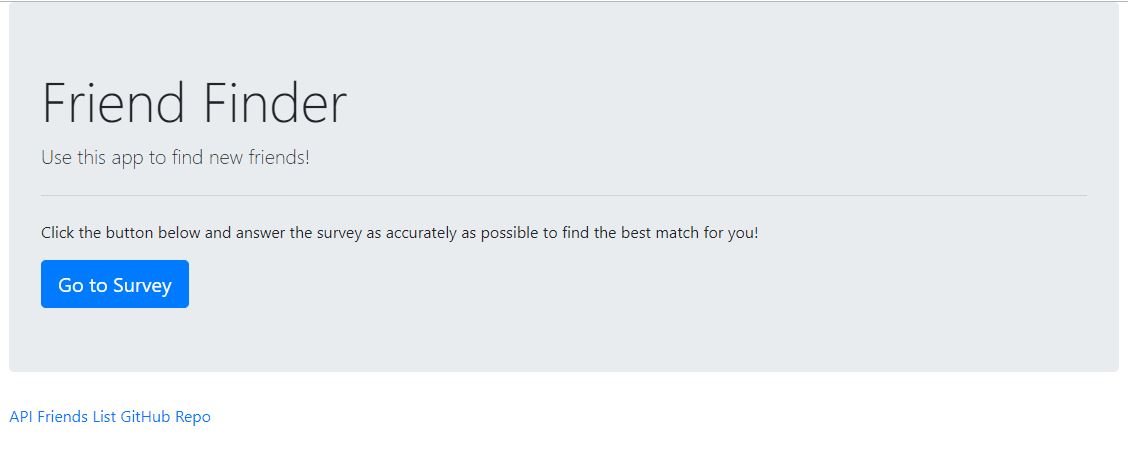 Friend Finder
Use this app to find new friends!
Click the button below and answer the survey as accurately as possible to find the best match for you!
Go to Survey
API Friends List GitHub Repo